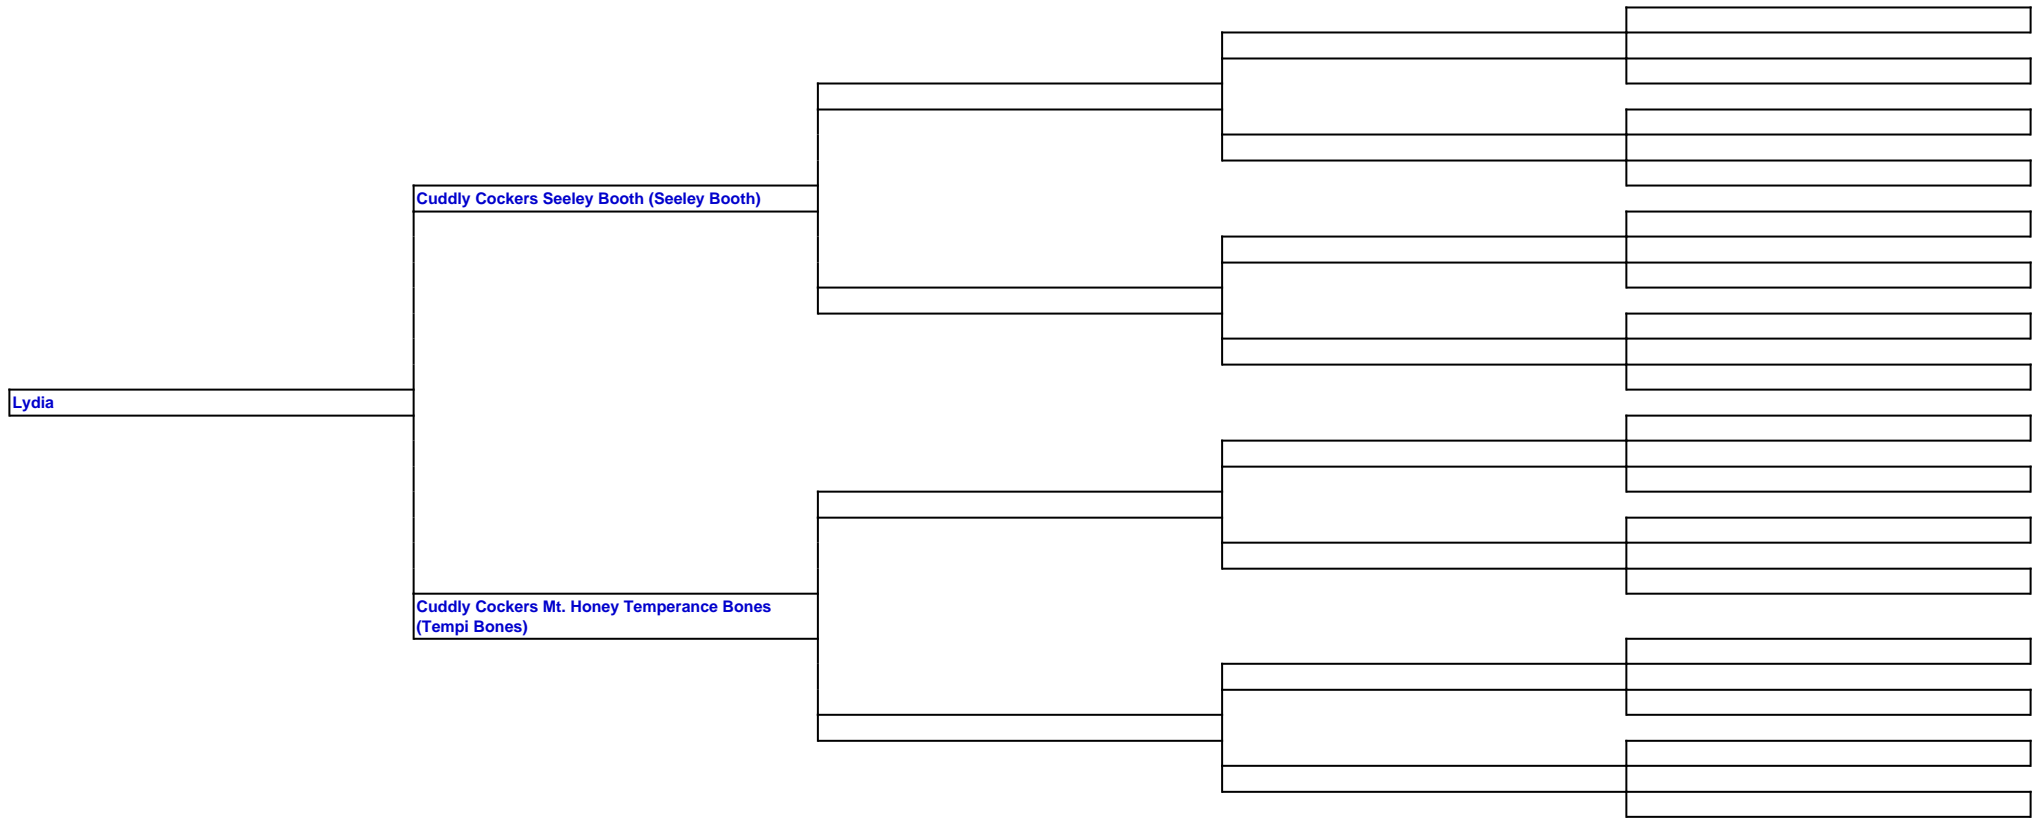 Cuddly Cockers Seeley Booth (Seeley Booth)
Lydia
Cuddly Cockers Mt. Honey Temperance Bones
(Tempi Bones)